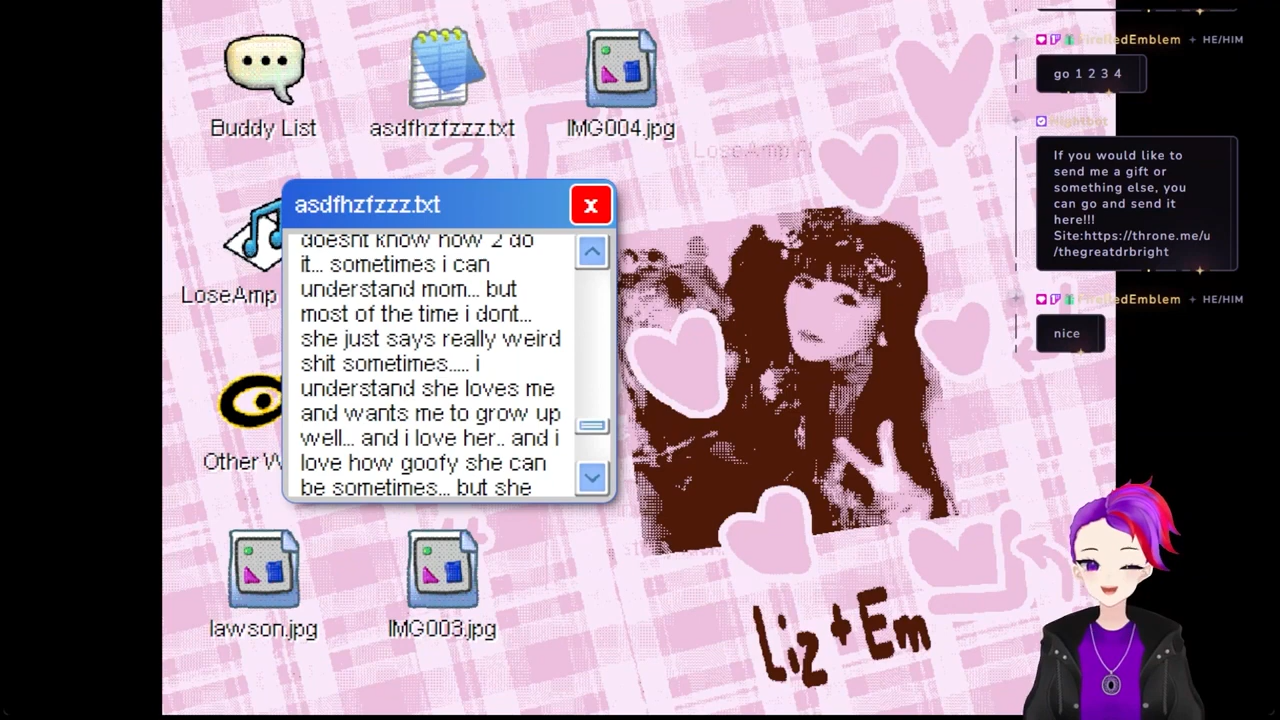 Buddy List
asdfhzfzzz.txt
IMG004.jpg
LoseAmp
asdfhzfzzz.txt
x
doesnt know how 2 do
it... sometimes i can
understand mom... but
most of the time i dont...
she just says really weird
shit sometimes..... i
understand she loves me
and wants me to grow up
well... and i love her.. and i
love how goofy she can
be sometimes... but she
LoseAmp
Other
lawson.jpg
IMG003.jpg
Liz + Em
FirolledEmblem + HE/HIM
go 1 2 3 4
Nightbot
If you would like to
send me a gift or
something else, you
can go and send it
here!!!
Site:https://throne.me/u
/thegreatdrbright
FirolledEmblem + HE/HIM
nice